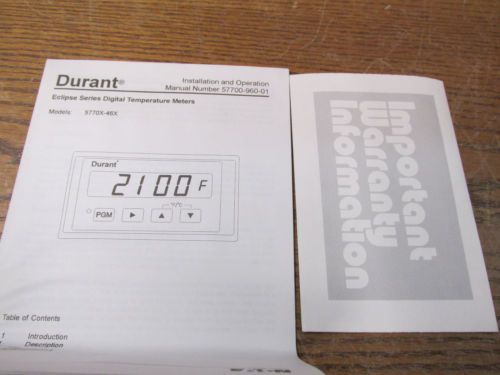 Durant®
Installation and Operation
Manual Number 57700-960-01
Eclipse Series Digital Temperature Meters
Models: 5770X-46X
Durant
2100 F
°F/°C
PGM
Table of Contents
1 Introduction
Description
Important
Warranty
Information